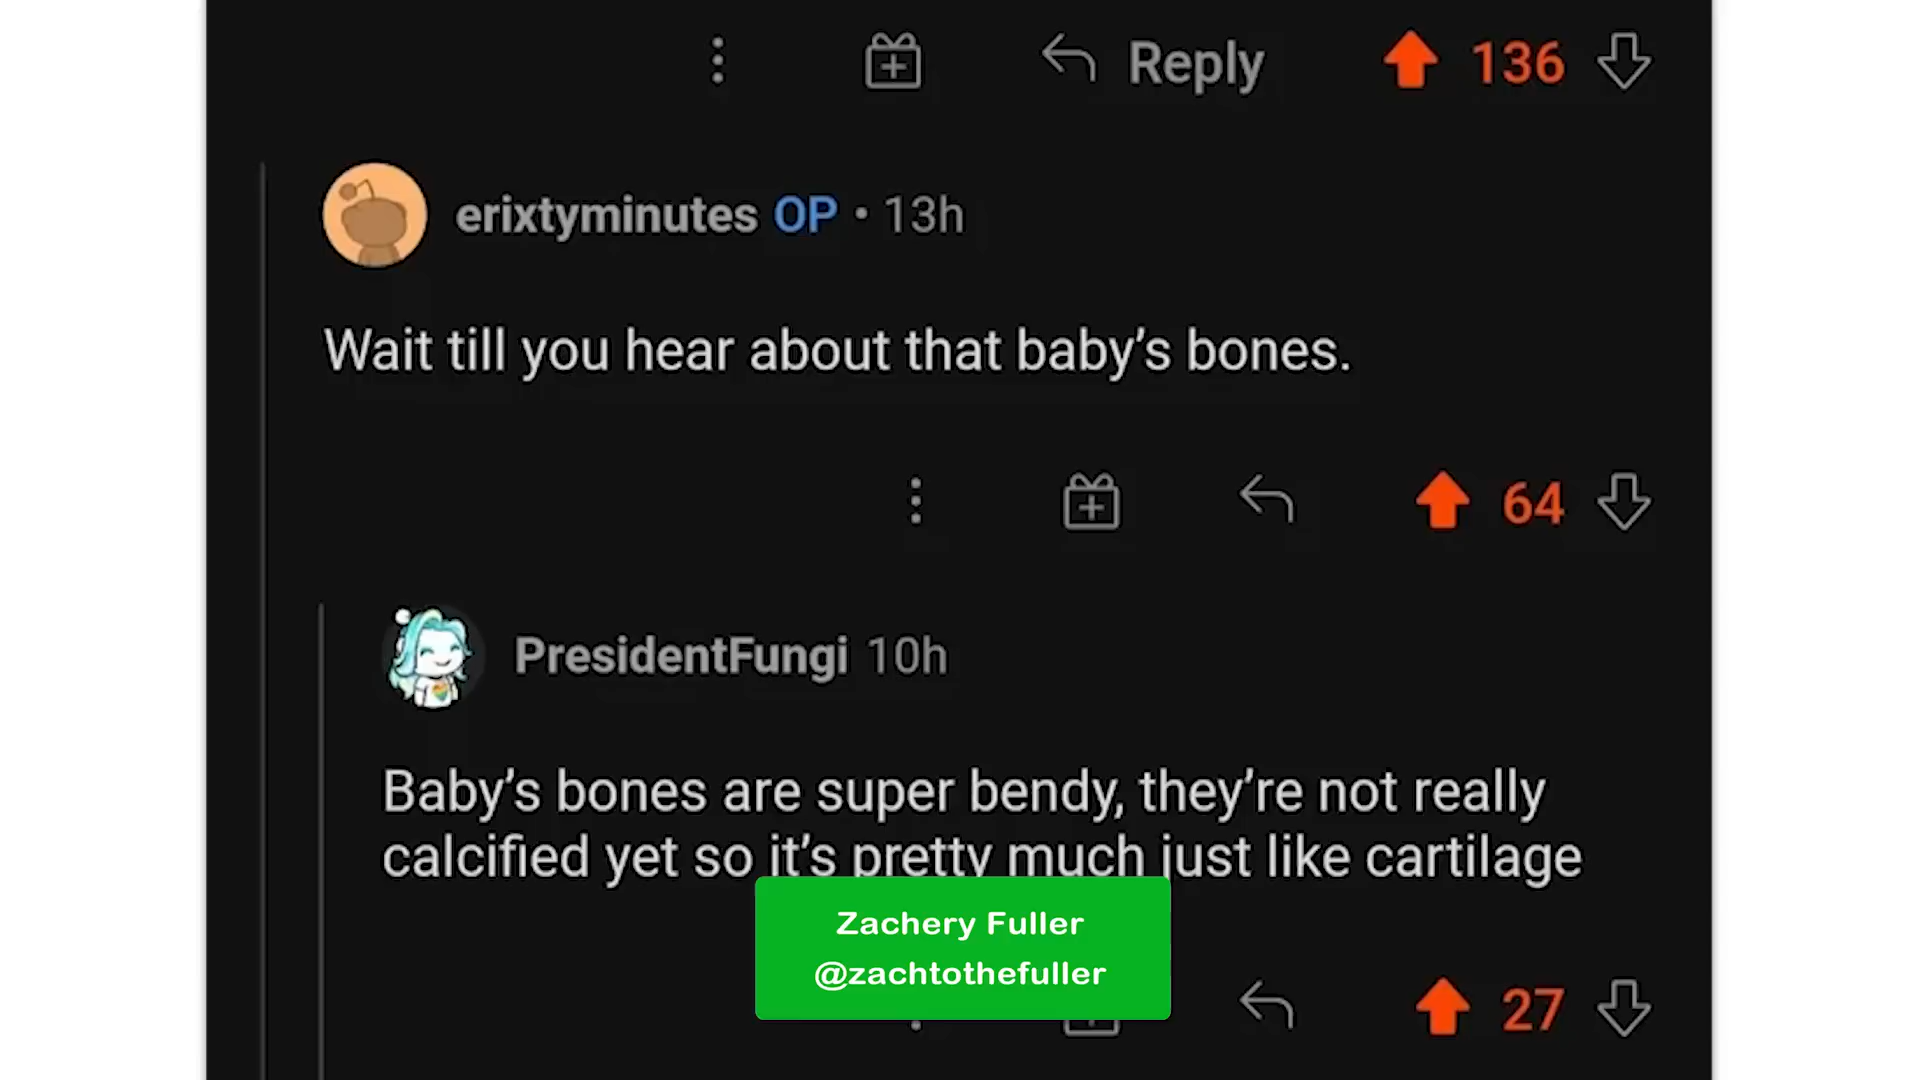 Reply 136
erixtyminutes OP • 13h
Wait till you hear about that baby’s bones.
64
PresidentFungi 10h
Baby’s bones are super bendy, they’re not really
calcified yet so it’s pretty much just like cartilage
Zachery Fuller
@zachtothefuller
27